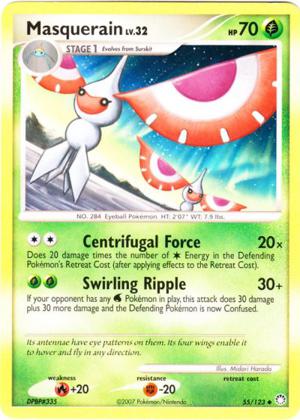 Masquerain LV.32 HP 70
STAGE 1 Evolves from Surskit
NO. 284 Eyeball Pokémon. HT: 2'07" WT: 7.9 lbs.
Centrifugal Force 20×
Does 20 damage times the number of Energy in the Defending
Pokémon's Retreat Cost (after applying effects to the Retreat Cost).
Swirling Ripple 30+
If your opponent has any Pokémon in play, this attack does 30 damage
plus 30 more damage and the Defending Pokémon is now Confused.
Its antennae have eye patterns on them. Its four wings enable it
to hover and fly in any direction.
Illus. Midori Harada
weakness resistance retreat cost
+20 -20
DPBP#335 ©2007 Pokémon/Nintendo 55/123